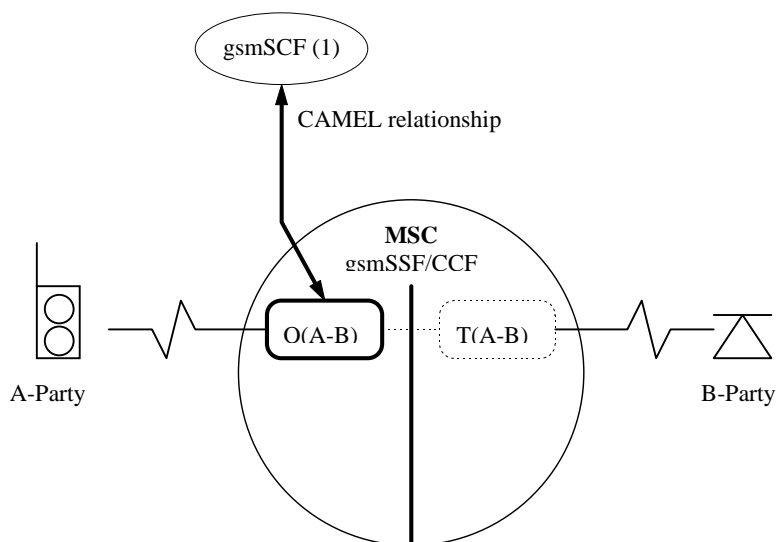 gsmSCF (1)
CAMEL relationship
MSC
gsmSSF/CCF
O(A-B)
T(A-B)
A-Party
B-Party